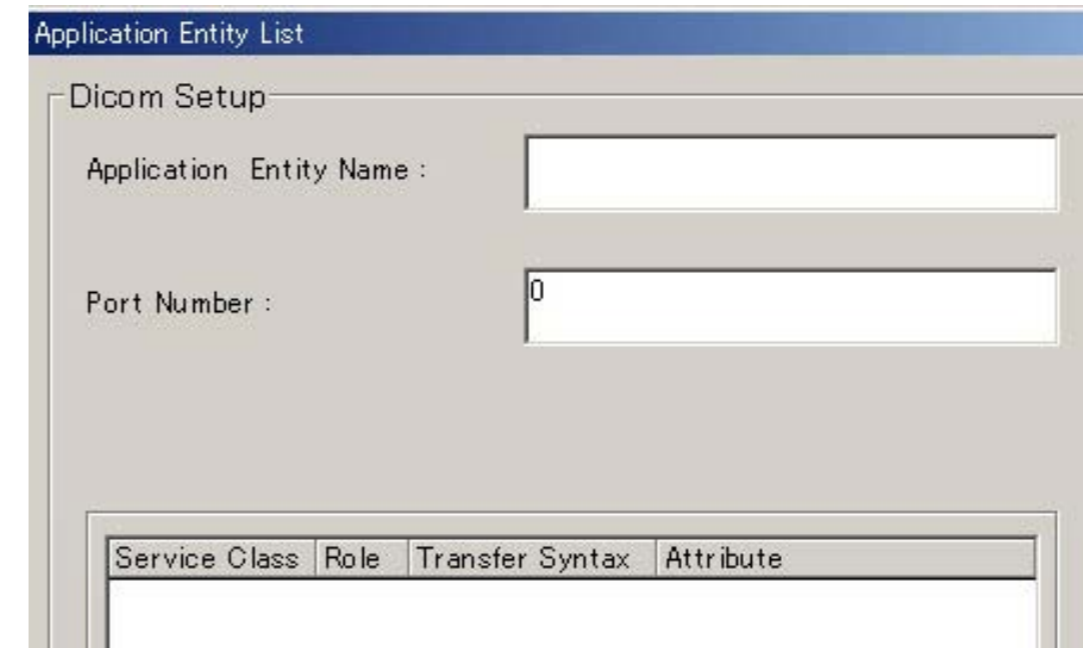 Application Entity List
Dicom Setup
Application Entity Name :
Port Number :
0
Service Class Role Transfer Syntax Attribute